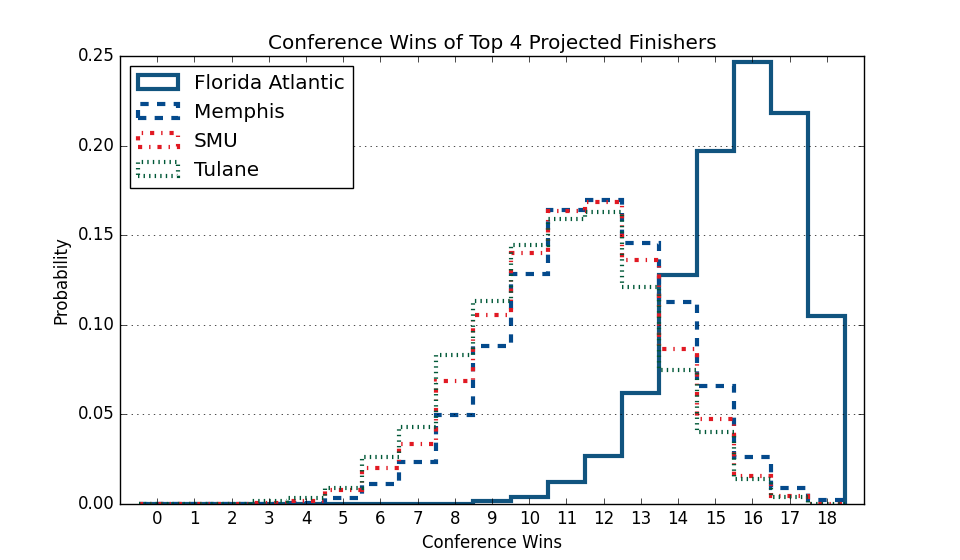 Conference Wins of Top 4 Projected Finishers
0.25
0.20
0.15
0.10
0.05
0.00
Probability
Florida Atlantic
Memphis
SMU
Tulane
0 1 2 3 4 5 6 7 8 9 10 11 12 13 14 15 16 17 18
Conference Wins